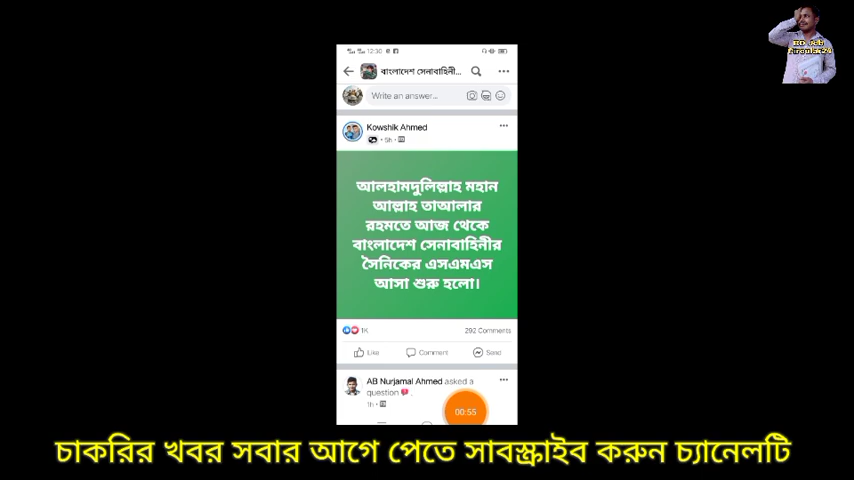 12:30
বাংলাদেশ সেনাবাহিনী...
Write an answer...
Kowshik Ahmed
5h
আলহামদুলিল্লাহ মহান
আল্লাহ তাআলার
রহমতে আজ থেকে
বাংলাদেশ সেনাবাহিনীর
সৈনিকের এসএমএস
আসা শুরু হলো।
1K
292 Comments
Like
Comment
Send
AB Nurjamal Ahmed asked a
question
1h
00:55
চাকরির খবর সবার আগে পেতে সাবস্ক্রাইব করুন চ্যানেলটি